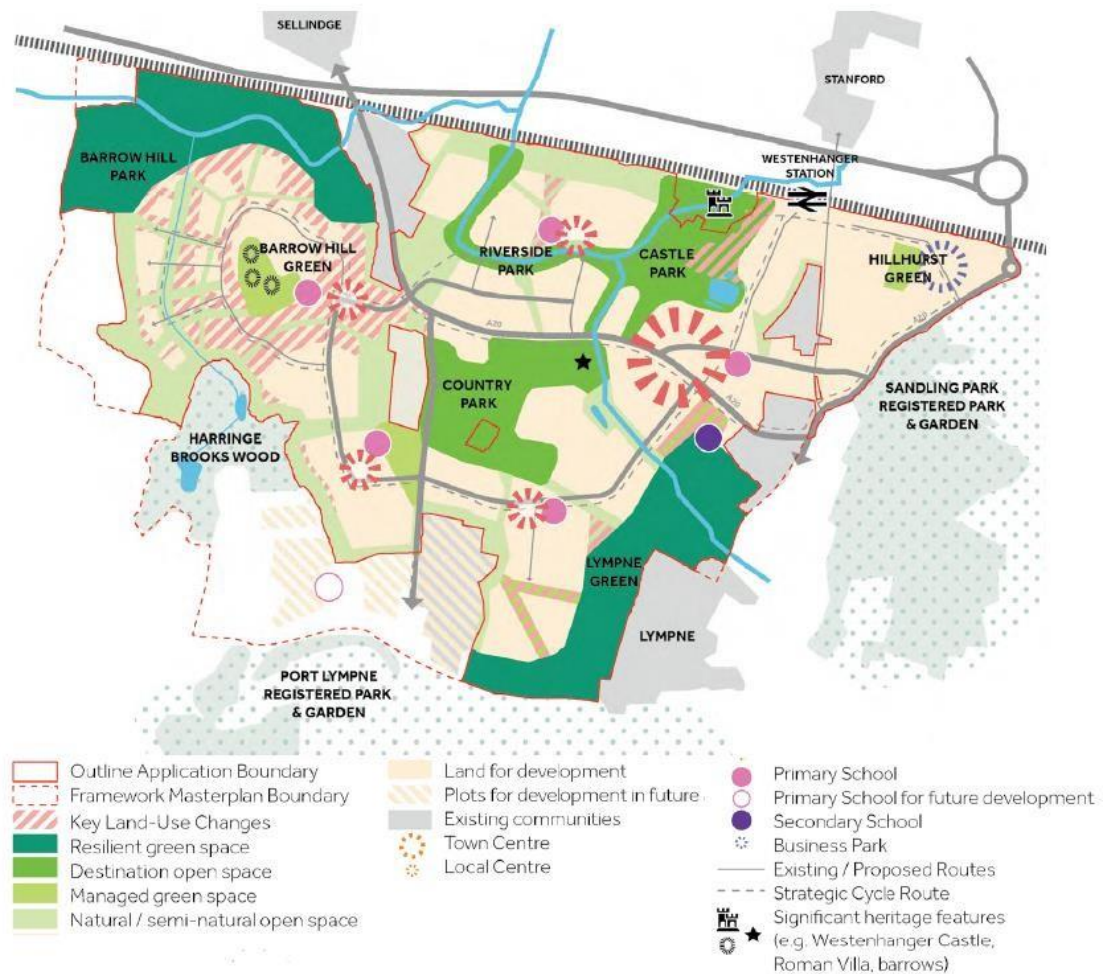 SELLINDGE
STANFORD
WESTENHANGER
STATION
BARROW HILL
PARK
BARROW HILL
GREEN
RIVERSIDE
PARK
CASTLE
PARK
HILLHURST
GREEN
A20
A20
A20
COUNTRY
PARK
SANDLING PARK
REGISTERED PARK
& GARDEN
HARRINGE
BROOKS WOOD
LYMPNE
GREEN
LYMPNE
PORT LYMPNE
REGISTERED PARK
& GARDEN
Outline Application Boundary
Framework Masterplan Boundary
Key Land-Use Changes
Resilient green space
Destination open space
Managed green space
Natural / semi-natural open space
Land for development
Plots for development in future
Existing communities
Town Centre
Local Centre
Primary School
Primary School for future development
Secondary School
Business Park
Existing / Proposed Routes
Strategic Cycle Route
Significant heritage features
(e.g. Westenhanger Castle,
Roman Villa, barrows)